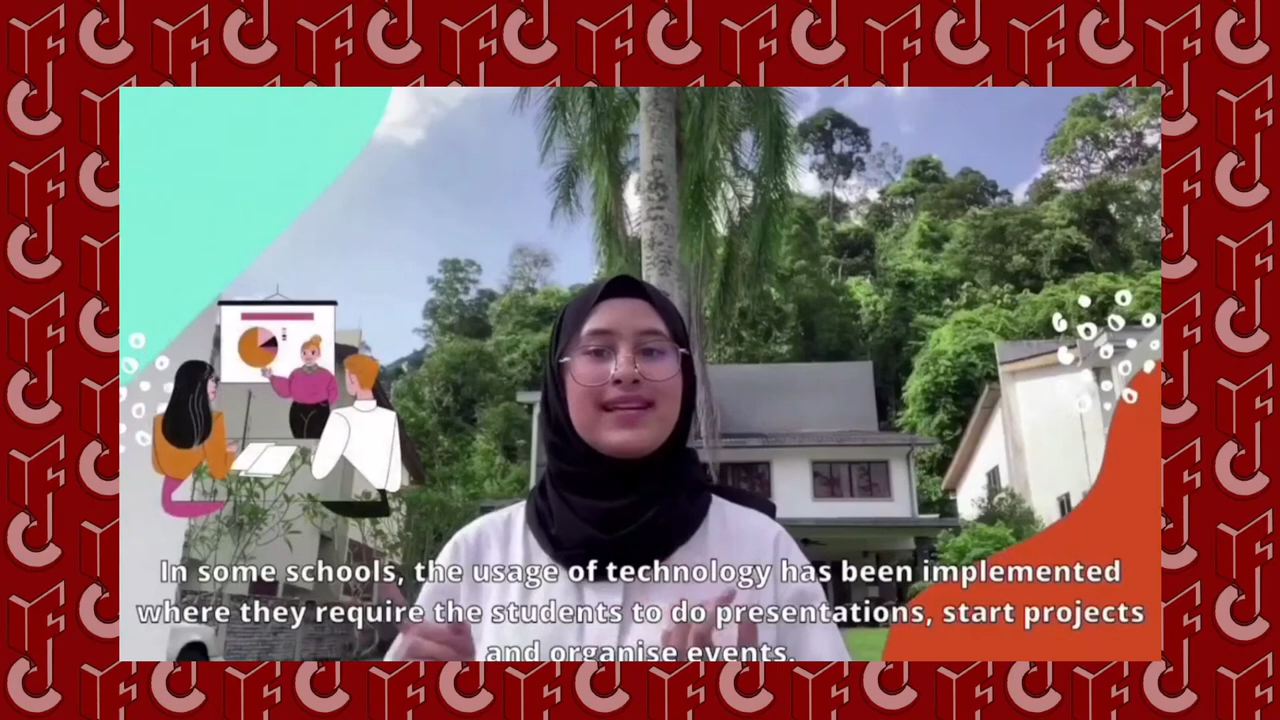 In some schools, the usage of technology has been implemented
where they require the students to do presentations, start projects
and organise events.